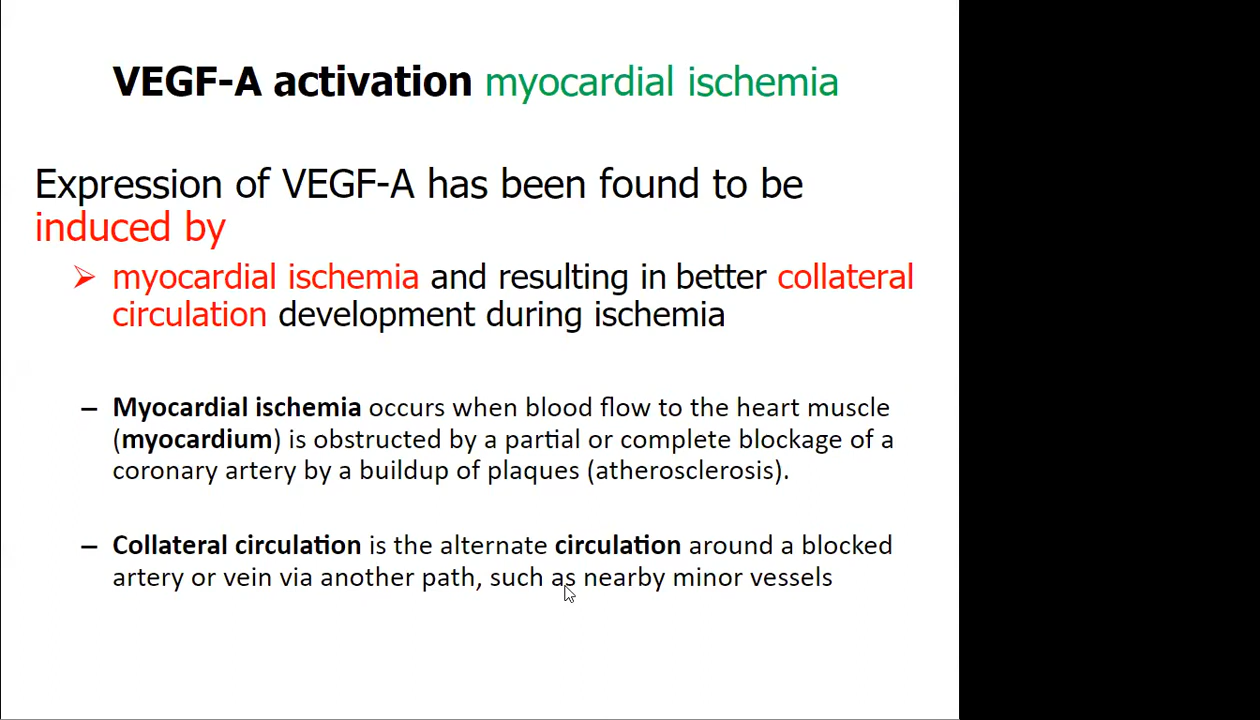 VEGF-A activation myocardial ischemia
Expression of VEGF-A has been found to be
induced by
➢ myocardial ischemia and resulting in better collateral
circulation development during ischemia
– Myocardial ischemia occurs when blood flow to the heart muscle
(myocardium) is obstructed by a partial or complete blockage of a
coronary artery by a buildup of plaques (atherosclerosis).
– Collateral circulation is the alternate circulation around a blocked
artery or vein via another path, such as nearby minor vessels